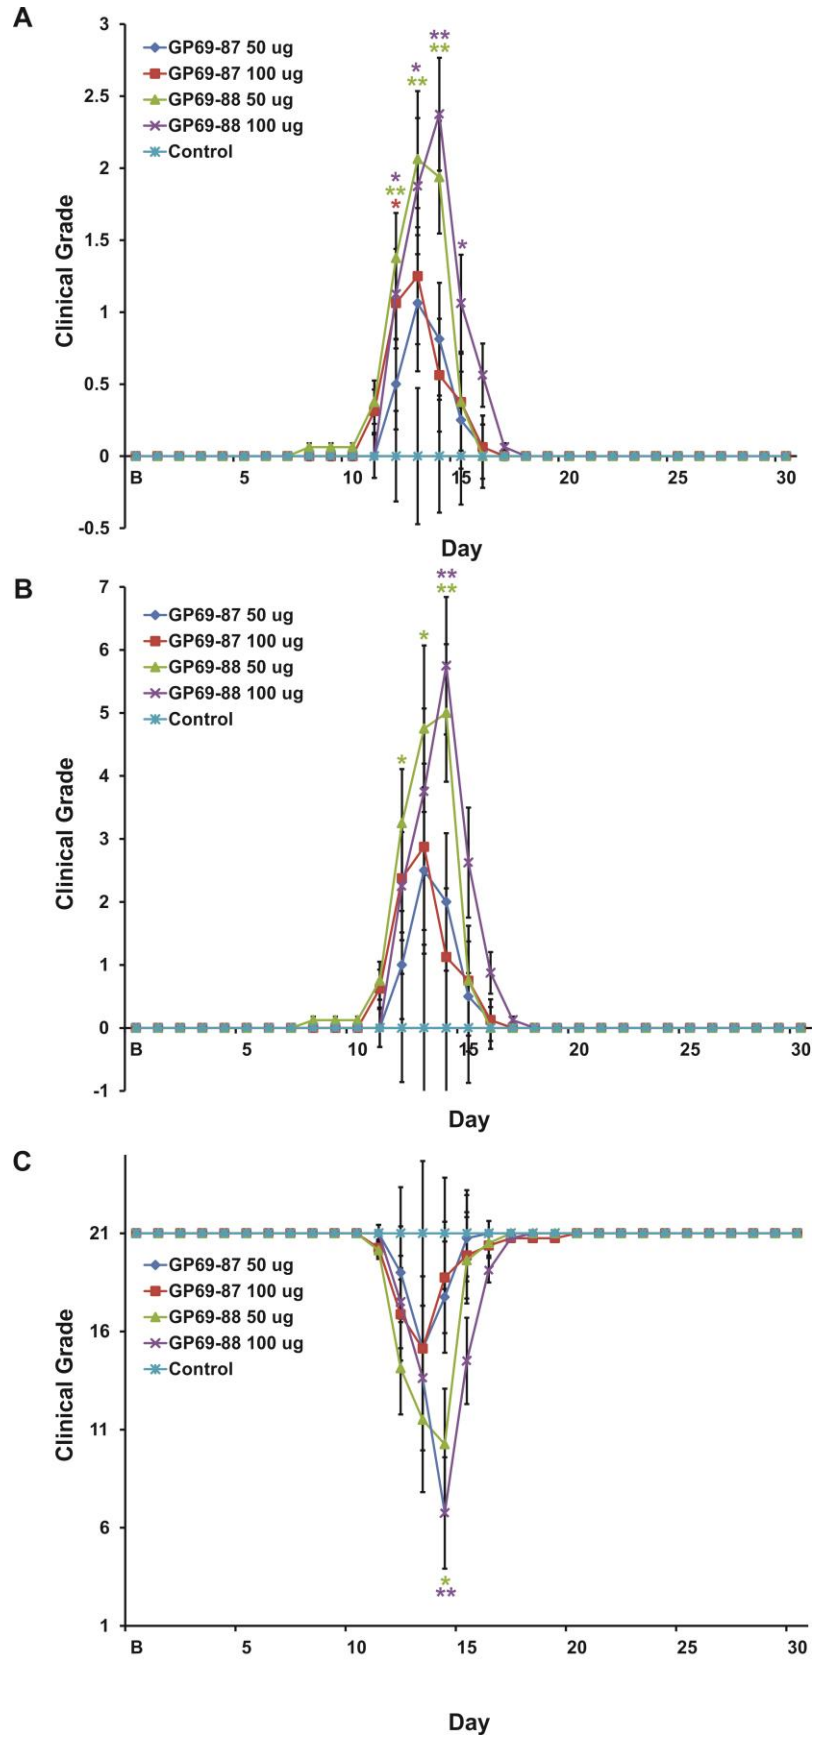 A
3
2.5
2
1.5
1
0.5
0
-0.5
Clinical Grade
GP69-87 50 ug
GP69-87 100 ug
GP69-88 50 ug
GP69-88 100 ug
Control
**
**
*
**
*
**
*
*
B 5 10 15 20 25 30
Day
B
7
6
5
4
3
2
1
0
-1
Clinical Grade
GP69-87 50 ug
GP69-87 100 ug
GP69-88 50 ug
GP69-88 100 ug
Control
**
**
*
*
B 5 10 15 20 25 30
Day
C
21
16
11
6
1
Clinical Grade
GP69-87 50 ug
GP69-87 100 ug
GP69-88 50 ug
GP69-88 100 ug
Control
*
**
B 5 10 15 20 25 30
Day